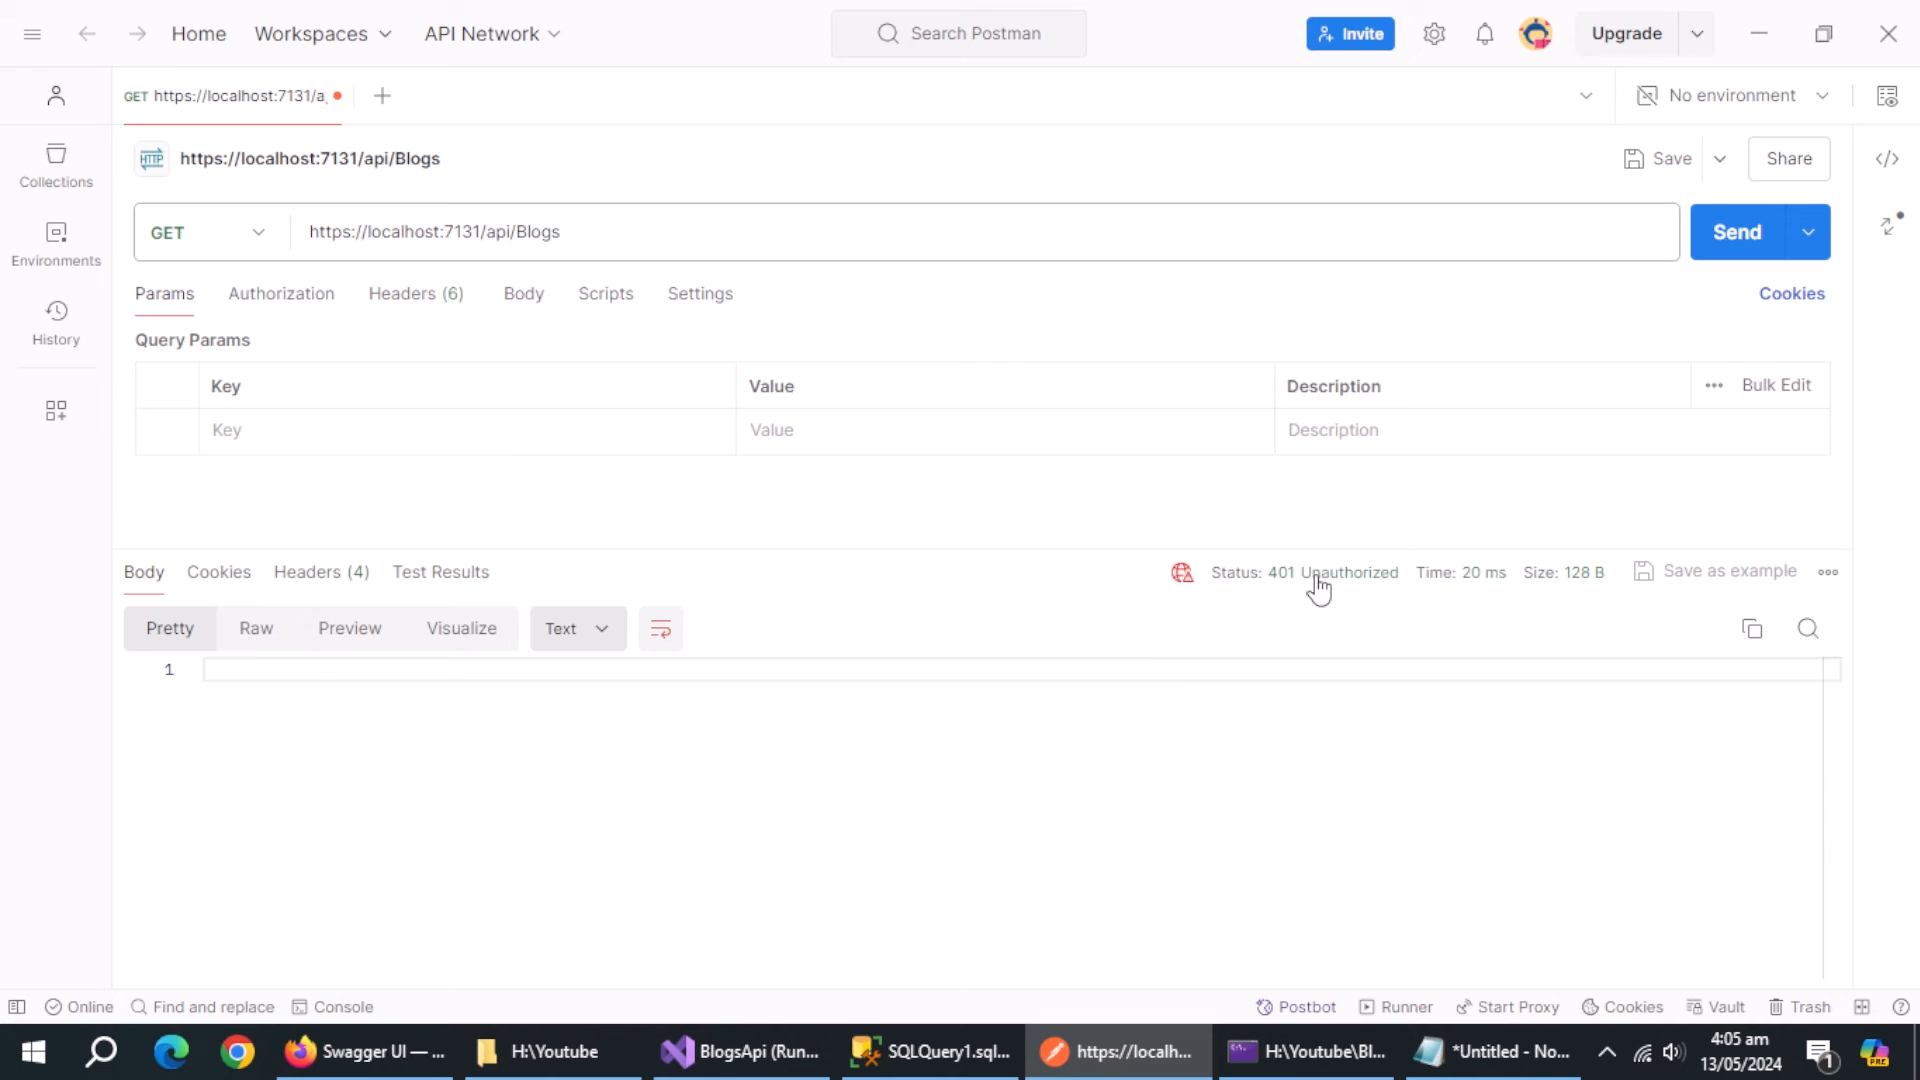 Home
Workspaces
API Network
Search Postman
Invite
Upgrade
GET https://localhost:7131/a
No environment
Collections
Environments
History
HTTP
https://localhost:7131/api/Blogs
Save
Share
GET
https://localhost:7131/api/Blogs
Send
Params
Authorization
Headers (6)
Body
Scripts
Settings
Cookies
Query Params
Key
Value
Description
Bulk Edit
Key
Value
Description
Body
Cookies
Headers (4)
Test Results
Status: 401 Unauthorized
Time: 20 ms
Size: 128 B
Save as example
Pretty
Raw
Preview
Visualize
Text
1
Online
Find and replace
Console
Postbot
Runner
Start Proxy
Cookies
Vault
Trash
Swagger UI — ...
H:\Youtube
BlogsApi (Run...
SQLQuery1.sql...
https://localh...
H:\Youtube\Bl...
*Untitled - No...
4:05 am
13/05/2024
1
PRE